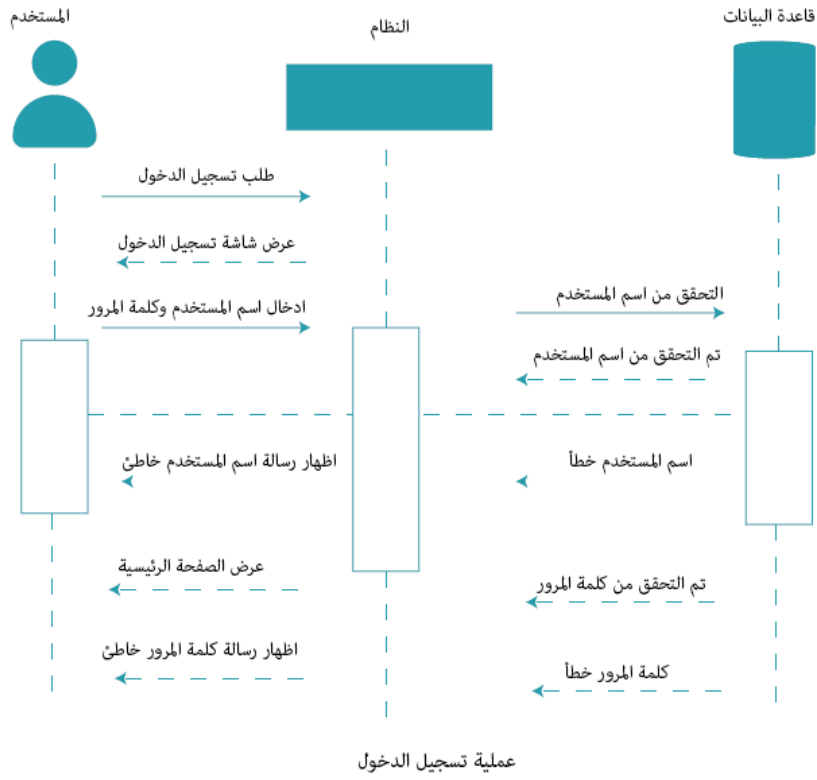 المستخدم
النظام
قاعدة البيانات
طلب تسجيل الدخول
عرض شاشة تسجيل الدخول
ادخال اسم المستخدم وكلمة المرور
التحقق من اسم المستخدم
تم التحقق من اسم المستخدم
اسم المستخدم خطأ
اظهار رسالة اسم المستخدم خاطئ
تم التحقق من كلمة المرور
عرض الصفحة الرئيسية
كلمة المرور خطأ
اظهار رسالة كلمة المرور خاطئ
عملية تسجيل الدخول